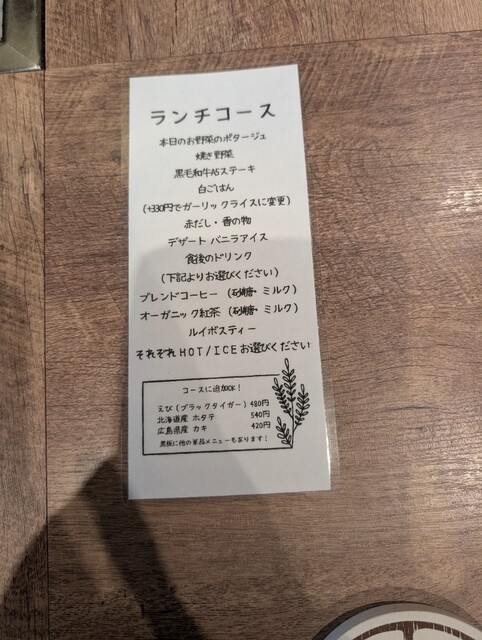 ランチコース
本日のお野菜のポタージュ
焼き野菜
黒毛和牛A5ステーキ
白ごはん
(+330円でガーリックライスに変更)
赤だし・香の物
デザート バニラアイス
食後のドリンク
(下記よりお選びください)
ブレンドコーヒー (砂糖・ミルク)
オーガニック紅茶 (砂糖・ミルク)
ルイボスティー
それぞれHOT/ICEお選びください
コースに追加OK!
えび(ブラックタイガー) 480円
北海道産 ホタテ 540円
広島県産 カキ 420円
黒板に他の単品メニューもあります!